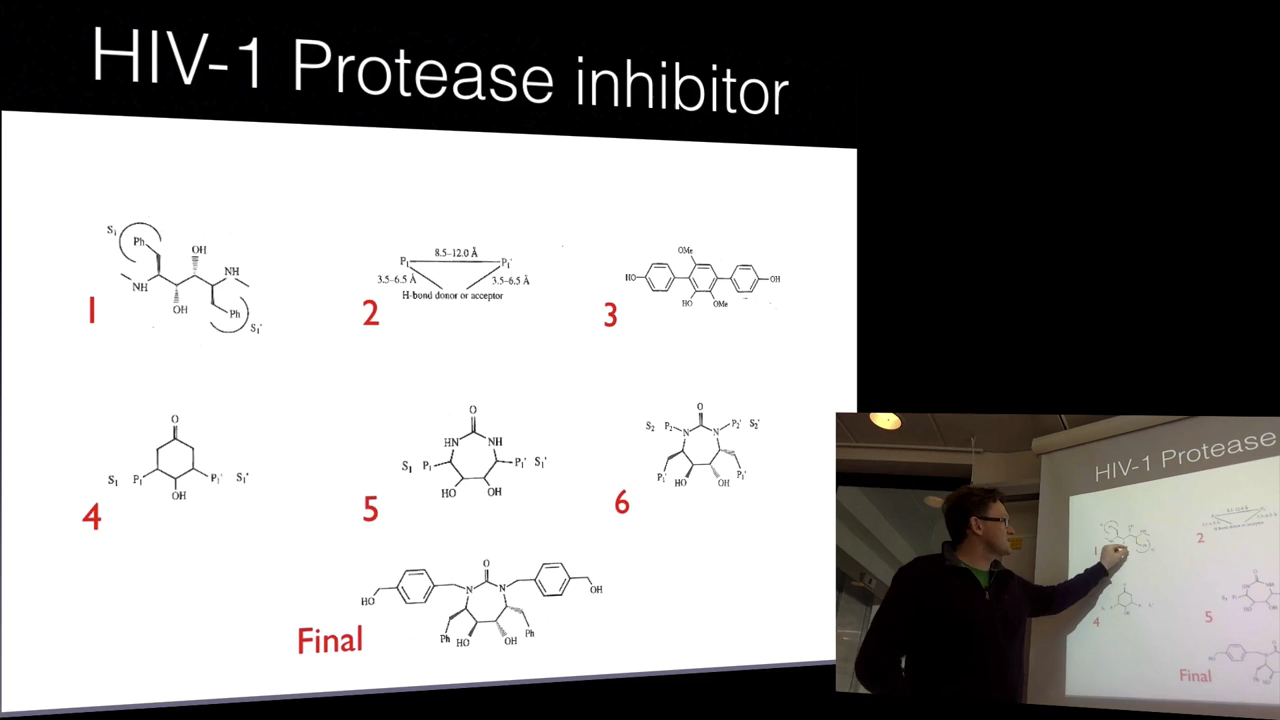 HIV-1 Protease inhibitor
S₁
Ph
OH
NH
NH
OH
Ph
S₁'
1
8.5–12.0 Å
P₁
P₁'
3.5–6.5 Å
3.5–6.5 Å
H-bond donor or acceptor
2
OMe
HO
OH
HO
OMe
3
O
S₁
P₁
P₁'
S₁'
OH
4
O
HN
NH
S₁
P₁
P₁'
S₁'
HO
OH
5
O
S₂
P₂
P₂'
S₂'
N
N
P₁
P₁'
HO
OH
6
O
HO
N
N
OH
Ph
HO
OH
Ph
Final
HIV-1 Protease
1
2
4
5
Final